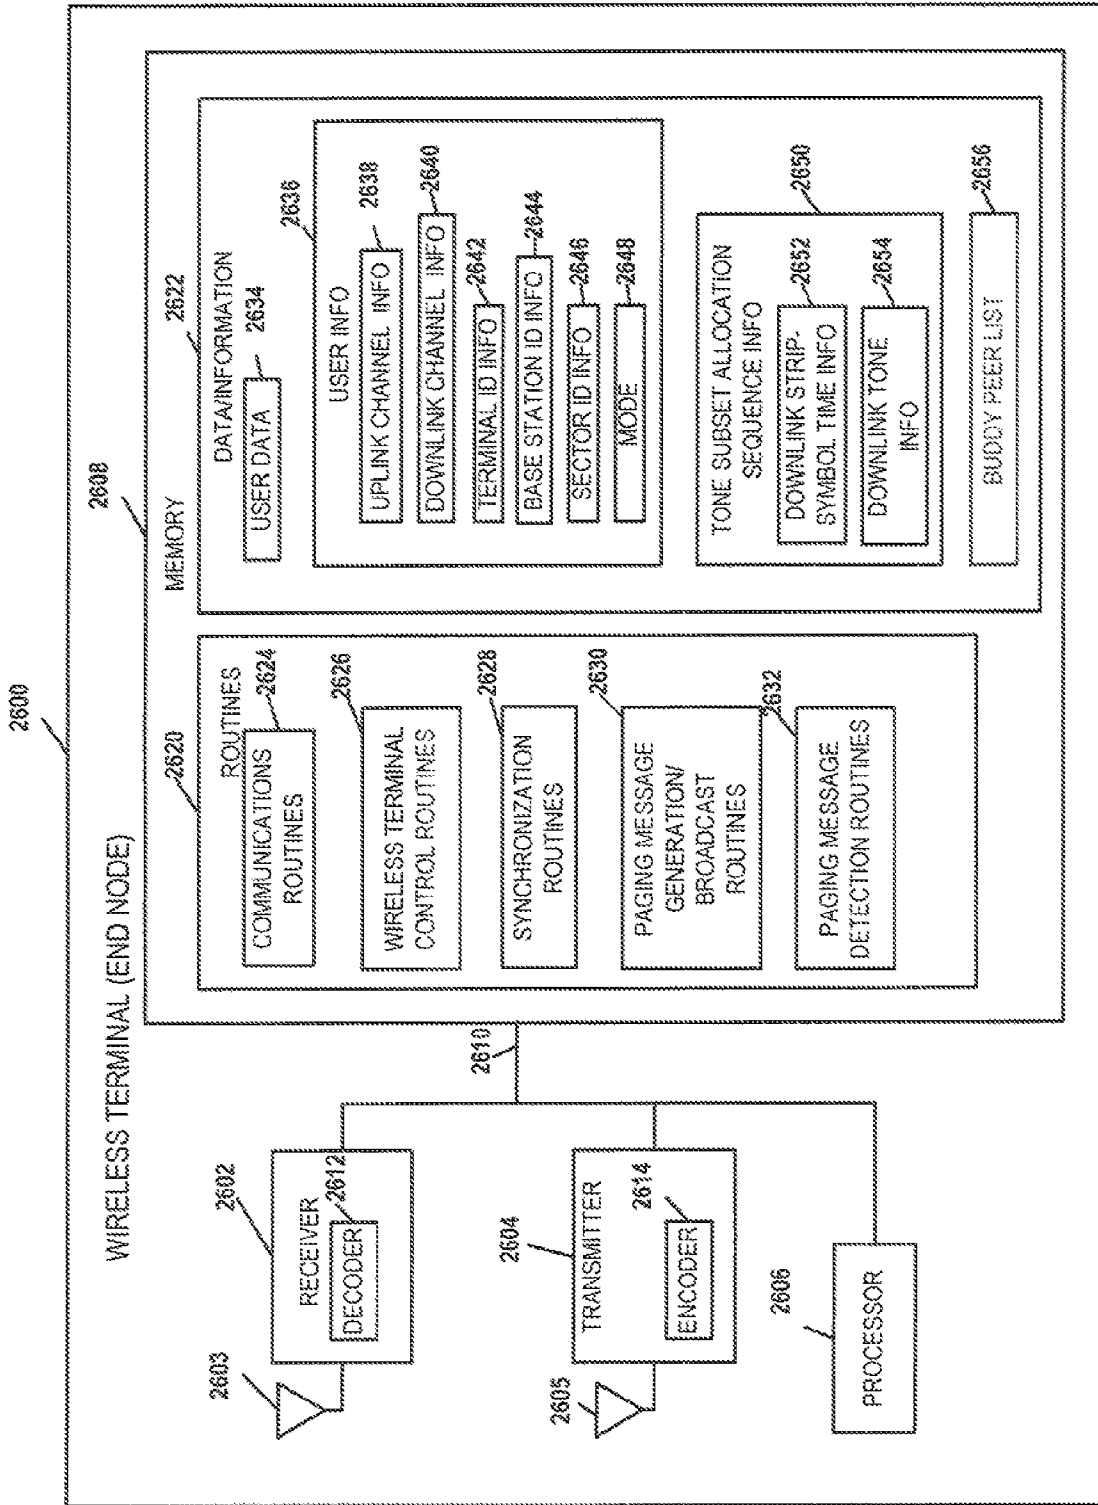 2600
WIRELESS TERMINAL (END NODE)
2603
2602
RECEIVER
2612
DECODER
2605
2604
TRANSMITTER
2614
ENCODER
2606
PROCESSOR
2610
2608
MEMORY
2620
ROUTINES
2624
COMMUNICATIONS
ROUTINES
2626
WIRELESS TERMINAL
CONTROL ROUTINES
2628
SYNCHRONIZATION
ROUTINES
2630
PAGING MESSAGE
GENERATION/
BROADCAST
ROUTINES
2632
PAGING MESSAGE
DETECTION ROUTINES
2622
DATA/INFORMATION
2634
USER DATA
2636
USER INFO
2638
UPLINK CHANNEL INFO
2640
DOWNLINK CHANNEL INFO
2642
TERMINAL ID INFO
2644
BASE STATION ID INFO
2646
SECTOR ID INFO
2648
MODE
2650
TONE SUBSET ALLOCATION
SEQUENCE INFO
2652
DOWNLINK STRIP-
SYMBOL TIME INFO
2654
DOWNLINK TONE
INFO
2656
BUDDY PEER LIST